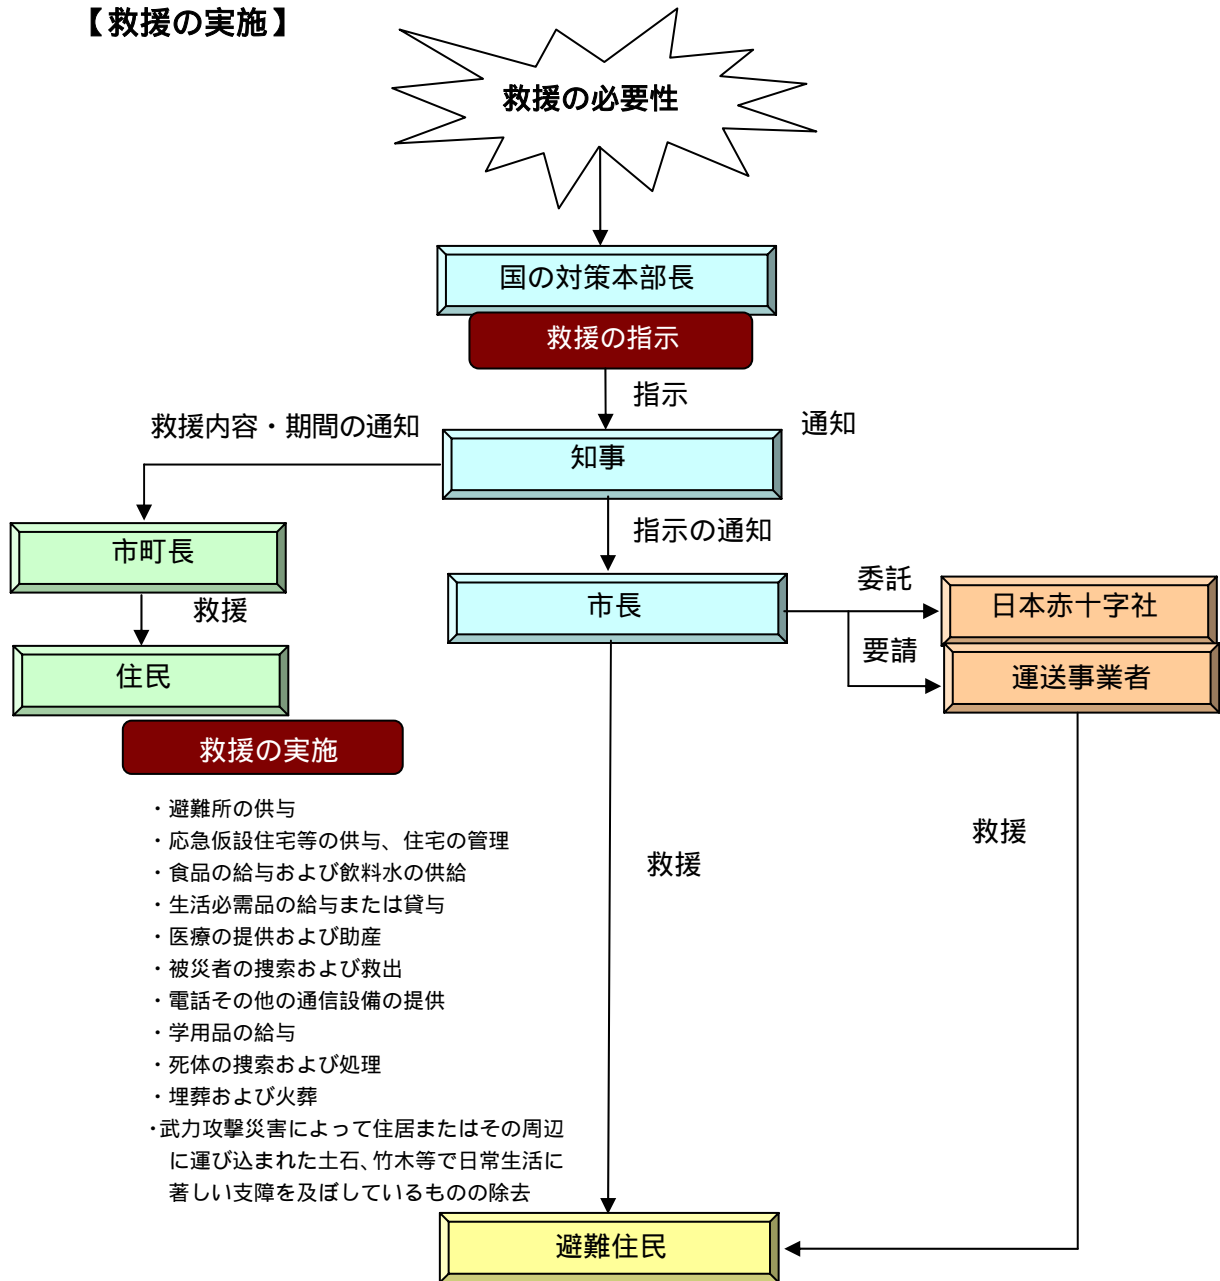 【救援の実施】
救援の必要性
国の対策本部長
救援の指示
指示
通知
救援内容・期間の通知
知事
指示の通知
市町長
市長
委託
日本赤十字社
救援
要請
住民
運送事業者
救援の実施
・避難所の供与
・応急仮設住宅等の供与、住宅の管理
・食品の給与および飲料水の供給
・生活必需品の給与または貸与
・医療の提供および助産
・被災者の捜索および救出
・電話その他の通信設備の提供
・学用品の給与
・死体の捜索および処理
・埋葬および火葬
・武力攻撃災害によって住居またはその周辺
に運び込まれた土石、竹木等で日常生活に
著しい支障を及ぼしているものの除去
救援
救援
避難住民